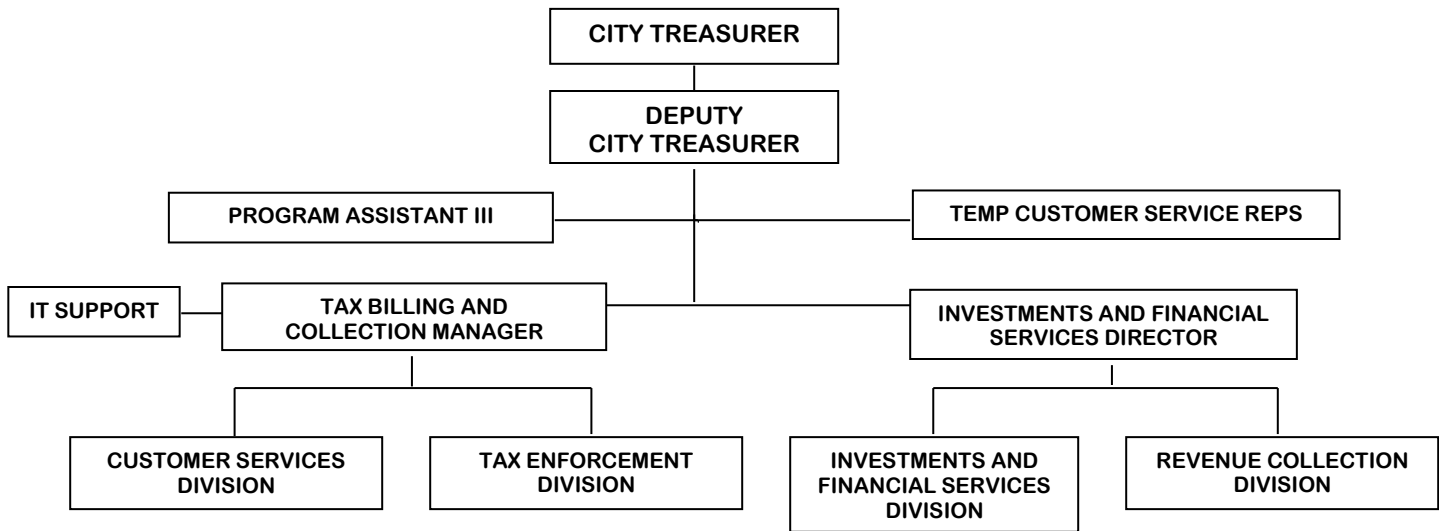 CITY TREASURER
DEPUTY
CITY TREASURER
PROGRAM ASSISTANT III
TEMP CUSTOMER SERVICE REPS
IT SUPPORT
TAX BILLING AND
COLLECTION MANAGER
INVESTMENTS AND FINANCIAL
SERVICES DIRECTOR
CUSTOMER SERVICES
DIVISION
TAX ENFORCEMENT
DIVISION
INVESTMENTS AND
FINANCIAL SERVICES
DIVISION
REVENUE COLLECTION
DIVISION